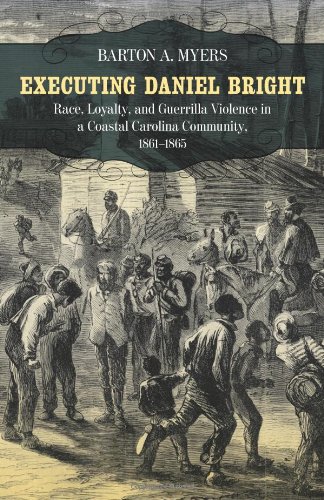 BARTON A. MYERS
EXECUTING DANIEL BRIGHT
Race, Loyalty, and Guerrilla Violence in
a Coastal Carolina Community,
1861–1865